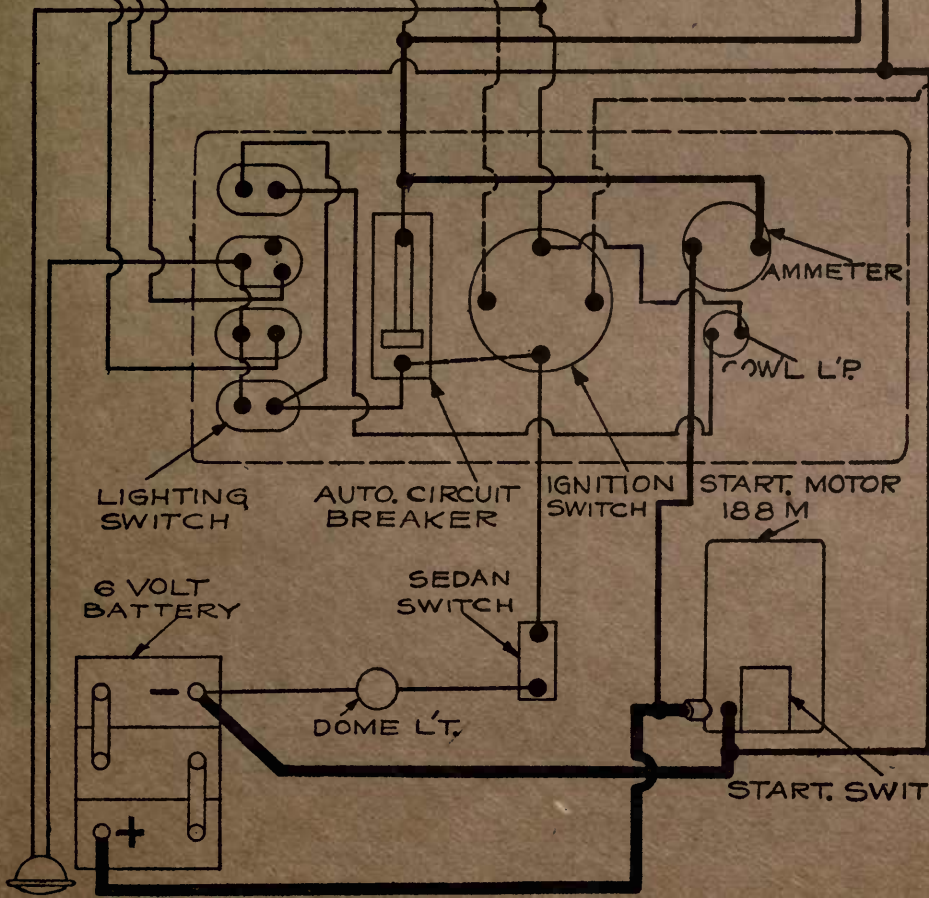 AMMETER
COWL L'P.
LIGHTING
SWITCH
AUTO. CIRCUIT
BREAKER
IGNITION
SWITCH
START. MOTOR
188 M
6 VOLT
BATTERY
SEDAN
SWITCH
−
DOME L'T.
START. SWIT
+